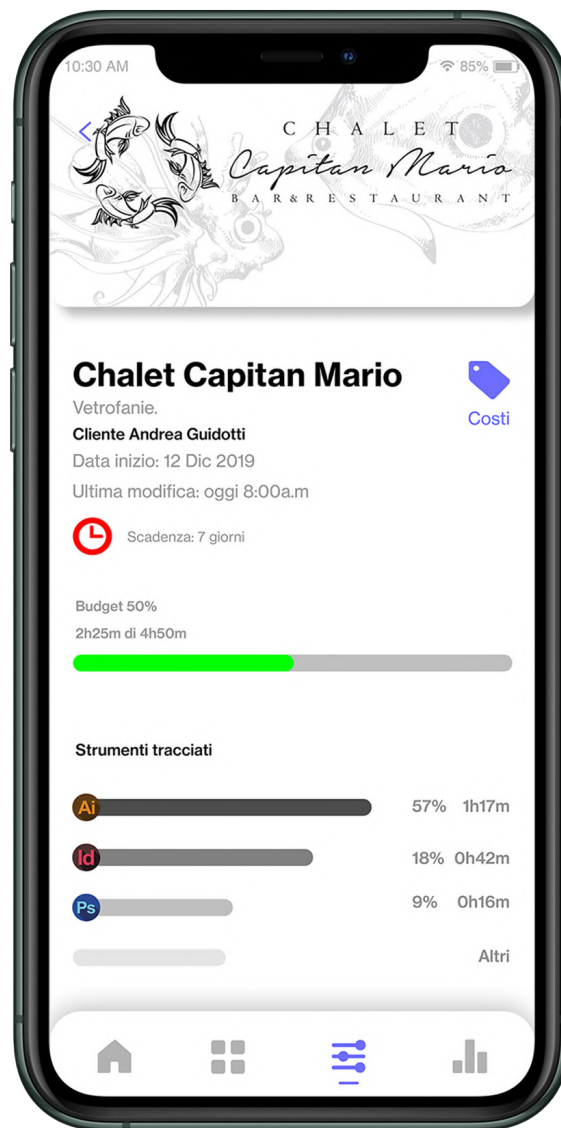 10:30 AM
85%
CHALET
Capitan Mario
BAR&RESTAURANT
Chalet Capitan Mario
Costi
Vetrofanie.
Cliente Andrea Guidotti
Data inizio: 12 Dic 2019
Ultima modifica: oggi 8:00a.m
Scadenza: 7 giorni
Budget 50%
2h25m di 4h50m
Strumenti tracciati
Ai 57% 1h17m
Id 18% 0h42m
Ps 9% 0h16m
Altri